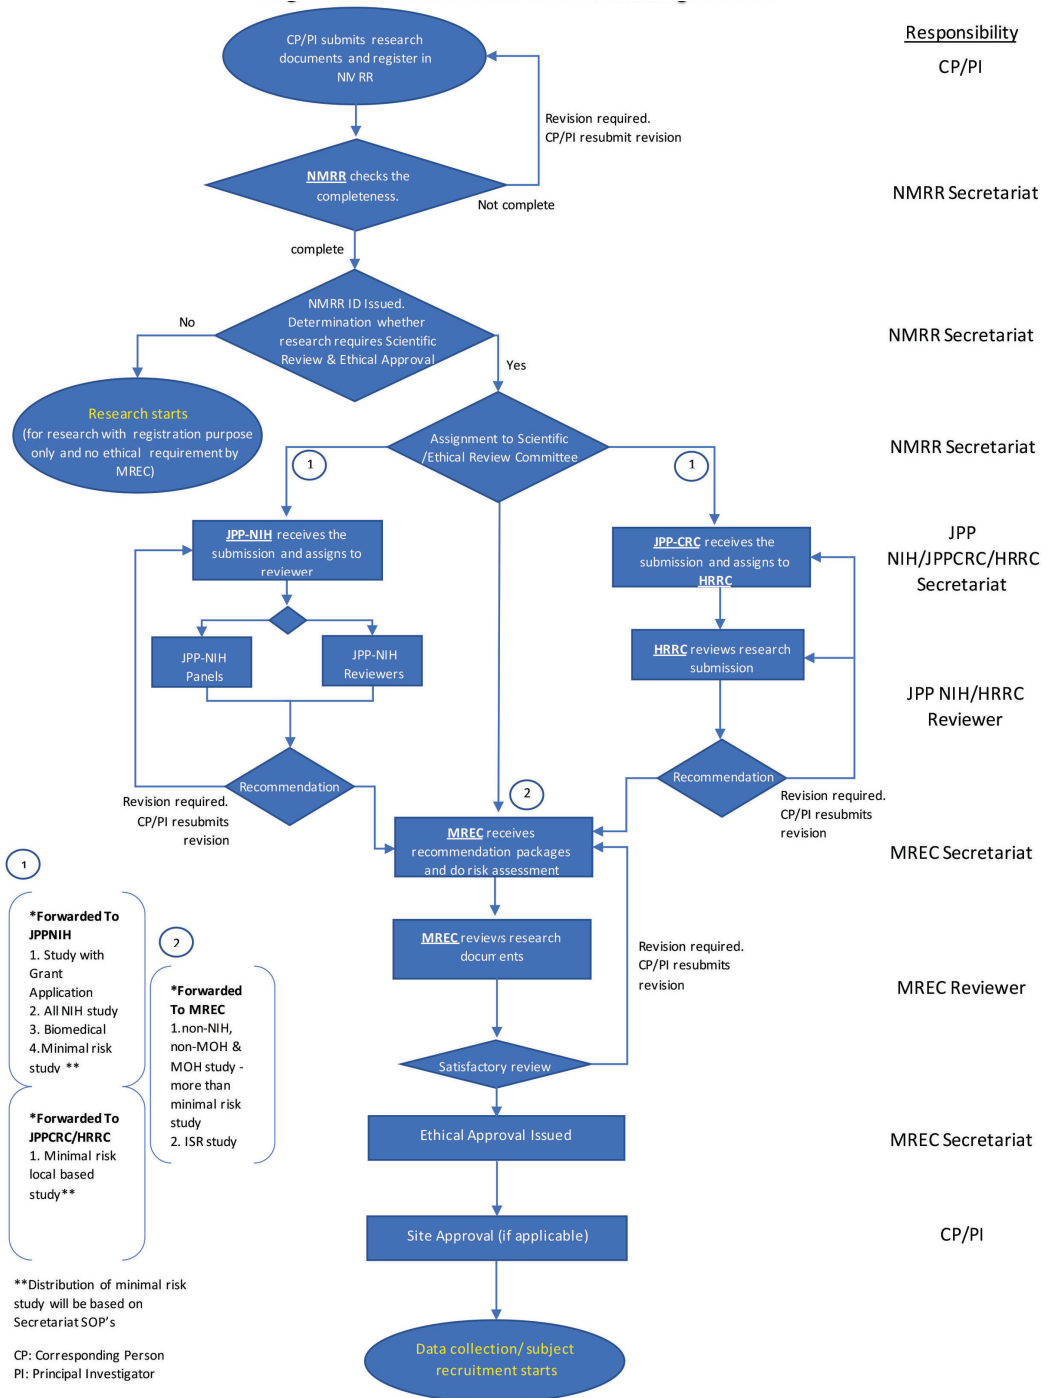 Responsibility
CP/PI submits research
documents and register in
NMRR
CP/PI
Revision required.
CP/PI resubmit revision
NMRR checks the
completeness.
Not complete
NMRR Secretariat
complete
NMRR ID Issued.
Determination whether
research requires Scientific
Review & Ethical Approval
No
Yes
NMRR Secretariat
Research starts
(for research with registration purpose
only and no ethical requirement by
MREC)
Assignment to Scientific
/Ethical Review Committee
NMRR Secretariat
1
1
JPP-NIH receives the
submission and assigns to
reviewer
JPP-CRC receives the
submission and assigns to
HRRC
JPP
NIH/JPPCRC/HRRC
Secretariat
JPP-NIH
Panels
JPP-NIH
Reviewers
HRRC reviews research
submission
JPP NIH/HRRC
Reviewer
Recommendation
Recommendation
Revision required.
CP/PI resubmits
revision
2
Revision required.
CP/PI resubmits
revision
MREC receives
recommendation packages
and do risk assessment
MREC Secretariat
MREC reviews research
documents
Revision required.
CP/PI resubmits
revision
MREC Reviewer
Satisfactory review
Ethical Approval Issued
MREC Secretariat
Site Approval (if applicable)
CP/PI
Data collection/ subject
recruitment starts
1
*Forwarded To
JPPNIH
1. Study with
Grant
Application
2. All NIH study
3. Biomedical
4.Minimal risk
study **
*Forwarded To
JPPCRC/HRRC
1. Minimal risk
local based
study**
2
*Forwarded
To MREC
1.non-NIH,
non-MOH &
MOH study -
more than
minimal risk
study
2. ISR study
**Distribution of minimal risk
study will be based on
Secretariat SOP's
CP: Corresponding Person
PI: Principal Investigator